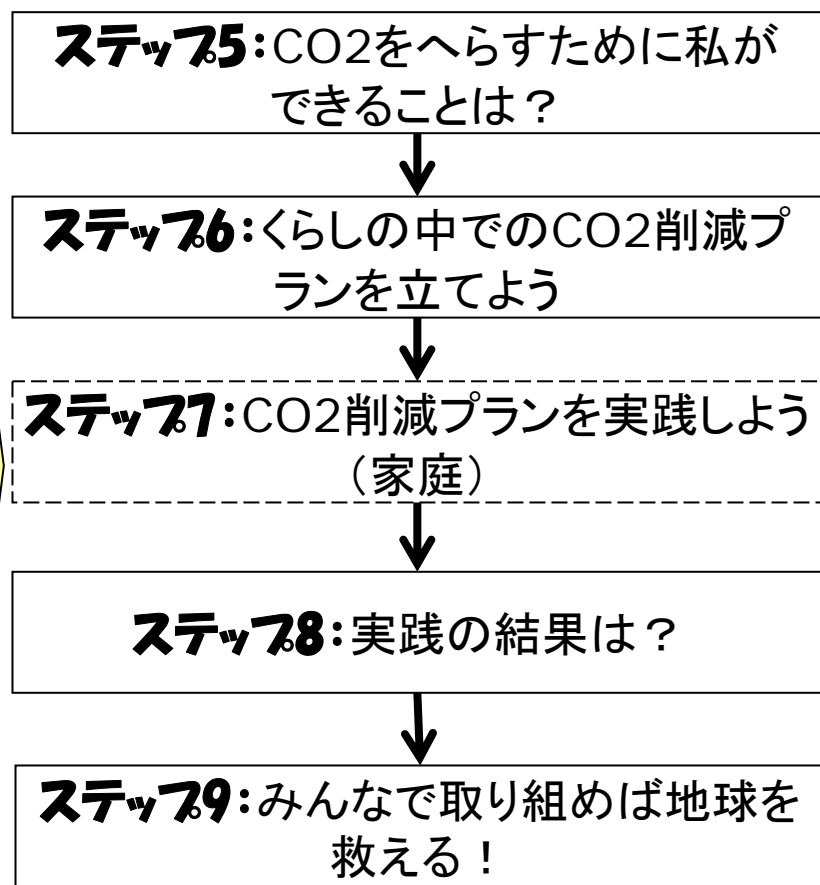 ステップ5:CO2をへらすために私が
できることは?
ステップ6:くらしの中でのCO2削減プ
ランを立てよう
ステップ7:CO2削減プランを実践しよう
(家庭)
ステップ8:実践の結果は?
ステップ9:みんなで取り組めば地球を
救える!